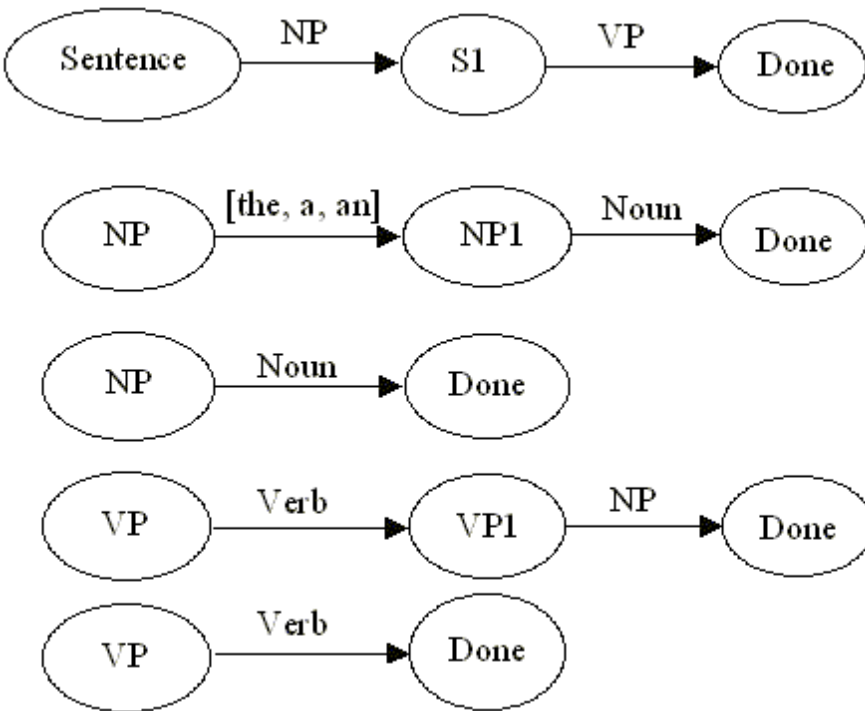 NP VP
Sentence S1 Done
[the, a, an] Noun
NP NP1 Done
Noun
NP Done
Verb NP
VP VP1 Done
Verb
VP Done